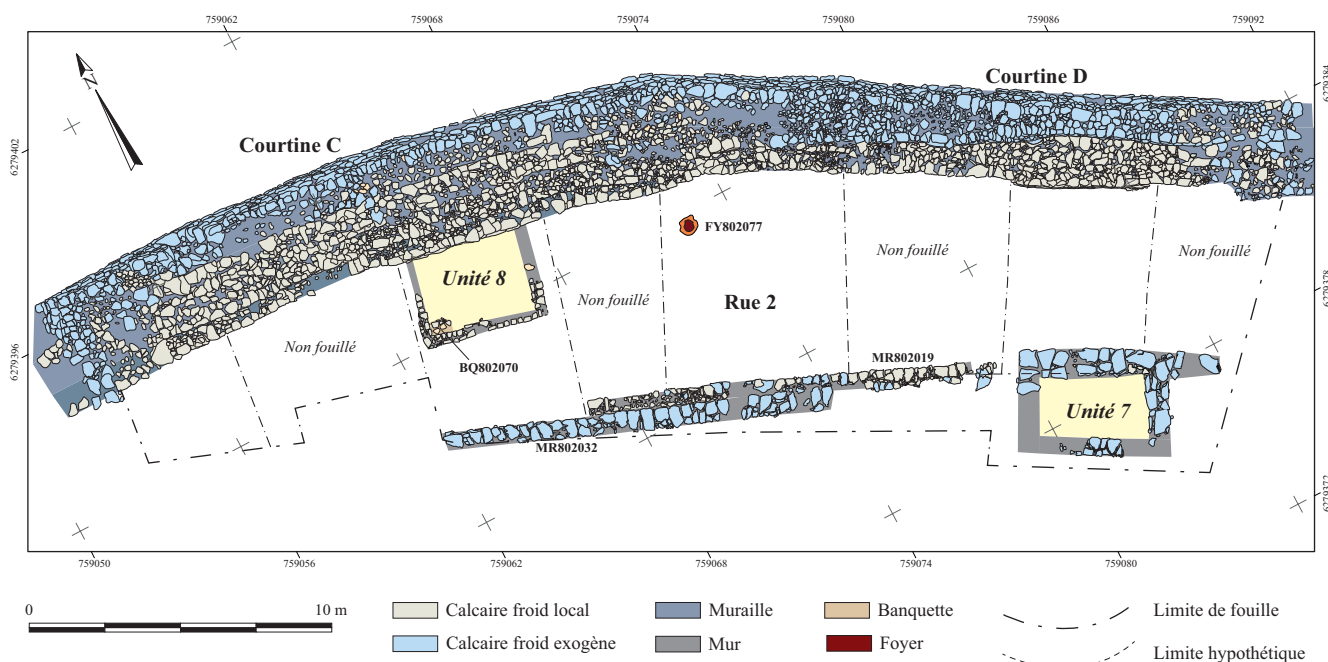 759062
759068
759074
759080
759086
759092
N
Courtine D
6279384
Courtine C
6279402
FY802077
Non fouillé
Non fouillé
Unité 8
6279378
Non fouillé
Rue 2
Non fouillé
6279396
MR802019
BQ802070
Unité 7
MR802032
6279372
759050
759056
759062
759068
759074
759080
0
10 m
Calcaire froid local
Muraille
Banquette
Limite de fouille
Calcaire froid exogène
Mur
Foyer
Limite hypothétique